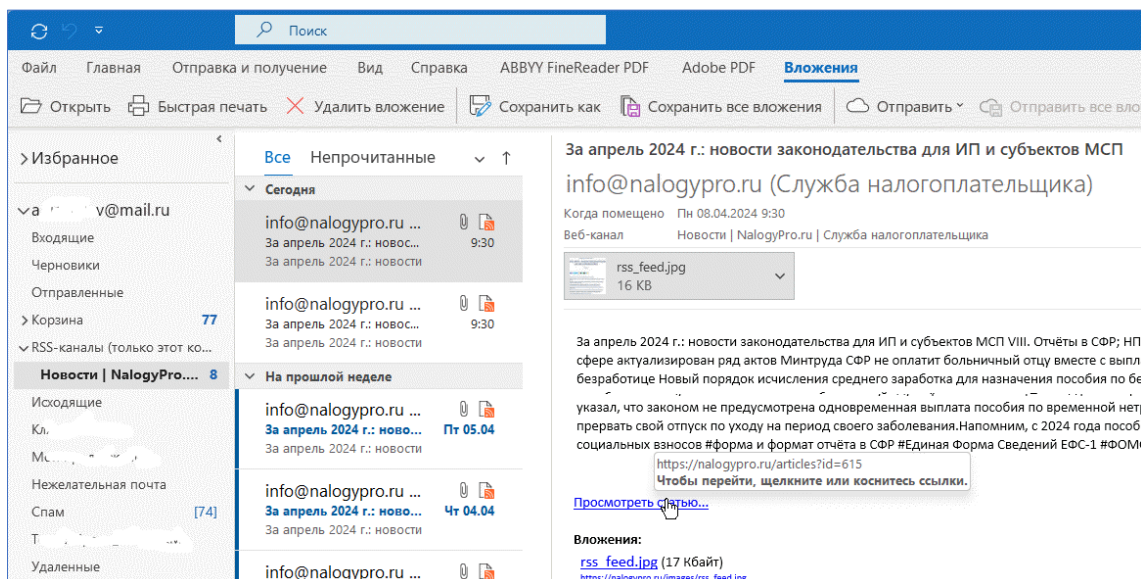 Поиск
Файл Главная Отправка и получение Вид Справка ABBYY FineReader PDF Adobe PDF Вложения
Открыть Быстрая печать Удалить вложение Сохранить как Сохранить все вложения Отправить Отправить все вло
Избранное
v@mail.ru
Входящие
Черновики
Отправленные
Корзина 77
RSS-каналы (только этот ко...
Новости | NalogyPro.... 8
Исходящие
Нежелательная почта
Спам [74]
Удаленные
Все Непрочитанные
Сегодня
info@nalogypro.ru ...
За апрель 2024 г.: новос... 9:30
За апрель 2024 г.: новости
info@nalogypro.ru ...
За апрель 2024 г.: новос... 9:30
За апрель 2024 г.: новости
На прошлой неделе
info@nalogypro.ru ...
За апрель 2024 г.: ново... Пт 05.04
За апрель 2024 г.: новости
info@nalogypro.ru ...
За апрель 2024 г.: ново... Чт 04.04
За апрель 2024 г.: новости
info@nalogypro.ru ...
За апрель 2024 г.: новости законодательства для ИП и субъектов МСП
info@nalogypro.ru (Служба налогоплательщика)
Когда помещено Пн 08.04.2024 9:30
Веб-канал Новости | NalogyPro.ru | Служба налогоплательщика
rss_feed.jpg
16 KB
За апрель 2024 г.: новости законодательства для ИП и субъектов МСП VIII. Отчёты в СФР; НП
сфере актуализирован ряд актов Минтруда СФР не оплатит больничный отцу вместе с выпл
безработице Новый порядок исчисления среднего заработка для назначения пособия по бе
указал, что законом не предусмотрена одновременная выплата пособия по временной нетр
прервать свой отпуск по уходу на период своего заболевания.Напомним, с 2024 года пособ
социальных взносов #форма и формат отчёта в СФР #Единая Форма Сведений ЕФС-1 #ФОМС
https://nalogypro.ru/articles?id=615
Чтобы перейти, щелкните или коснитесь ссылки.
Просмотреть статью...
Вложения:
rss_feed.jpg (17 Кбайт)
https://nalogypro.ru/images/rss_feed.jpg